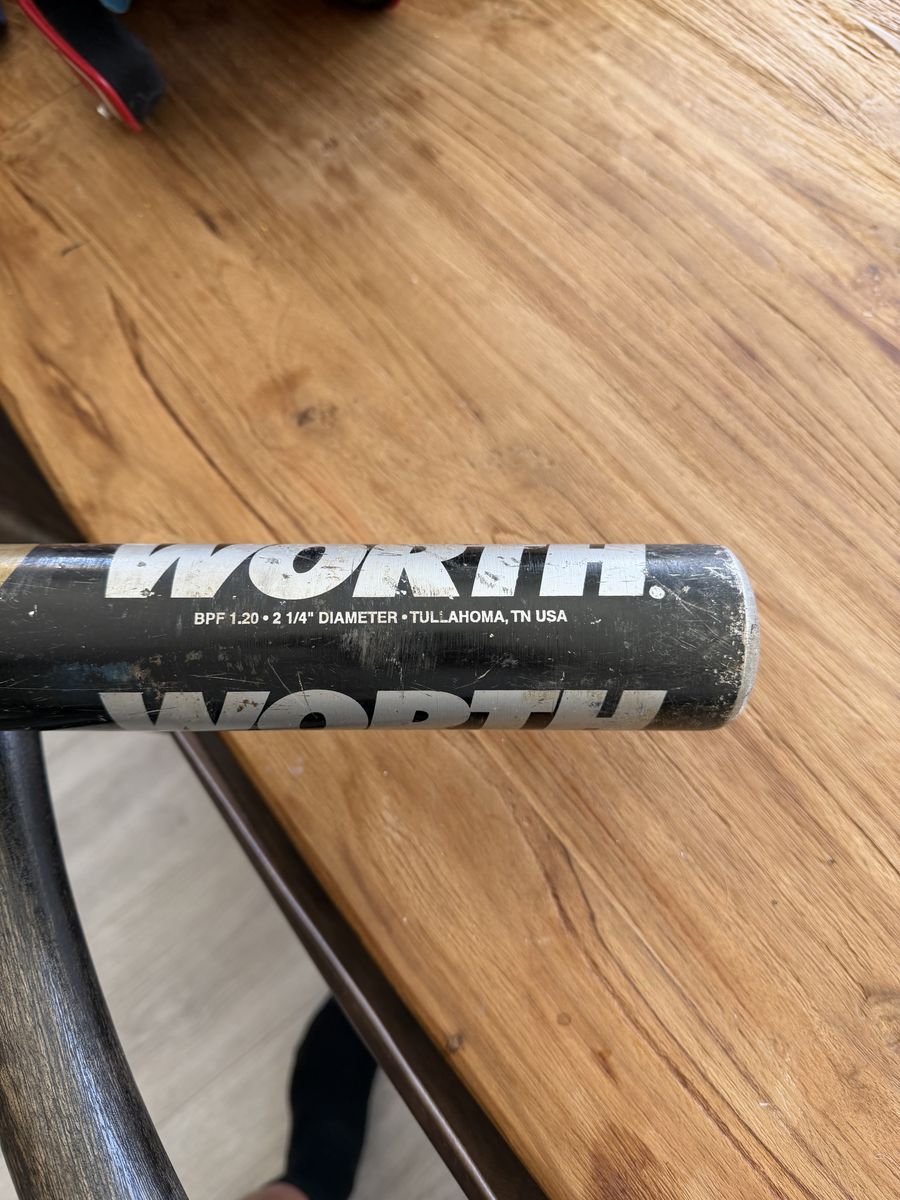 WORTH®
BPF 1.20 • 2 1/4" DIAMETER • TULLAHOMA, TN USA
WORTH